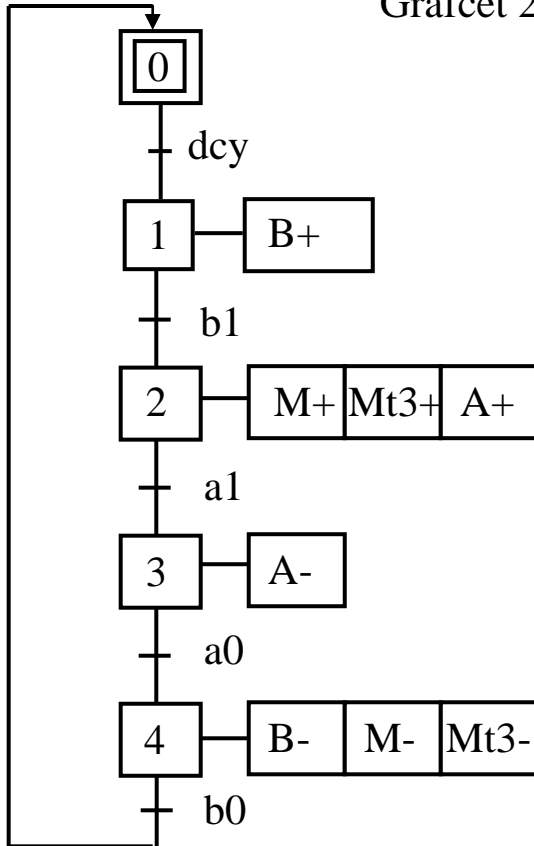 Grafcet 2
0
dcy
1 B+
b1
2 M+ Mt3+ A+
a1
3 A-
a0
4 B- M- Mt3-
b0